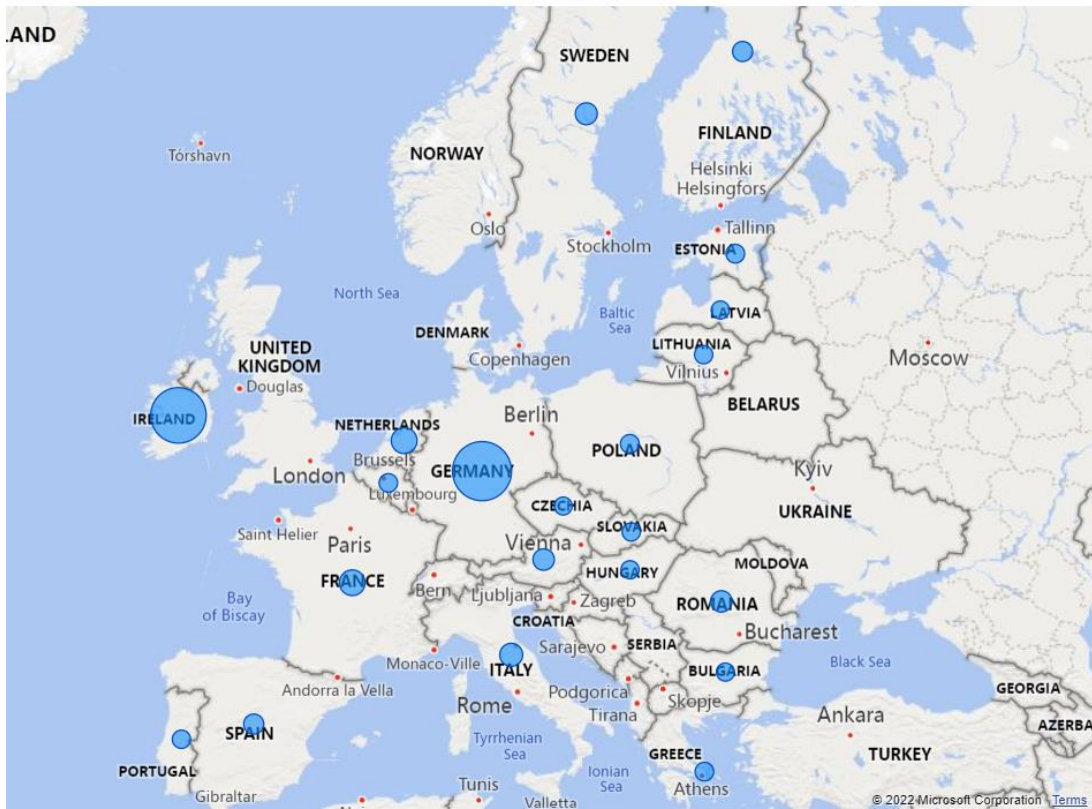 LAND
SWEDEN
FINLAND
NORWAY
Tórshavn
Helsinki
Helsingfors
Oslo
Stockholm
Tallinn
ESTONIA
North Sea
Baltic
Sea
LATVIA
DENMARK
Copenhagen
LITHUANIA
Vilnius
Moscow
UNITED
KINGDOM
Douglas
BELARUS
IRELAND
NETHERLANDS
Berlin
Brussels
GERMANY
POLAND
London
Kyiv
Luxembourg
CZECHIA
UKRAINE
Saint Helier
SLOVAKIA
Paris
Vienna
MOLDOVA
HUNGARY
FRANCE
Bern
Bay
of Biscay
Ljubljana
Zagreb
ROMANIA
CROATIA
Bucharest
Sarajevo
SERBIA
Monaco-Ville
ITALY
Black Sea
BULGARIA
Andorra la Vella
Podgorica
Skopje
GEORGIA
Rome
Tirana
Ankara
AZERBA
SPAIN
Tyrrhenian
Sea
GREECE
TURKEY
PORTUGAL
Ionian
Sea
Athens
Tunis
Gibraltar
Valletta
© 2022 Microsoft Corporation Terms